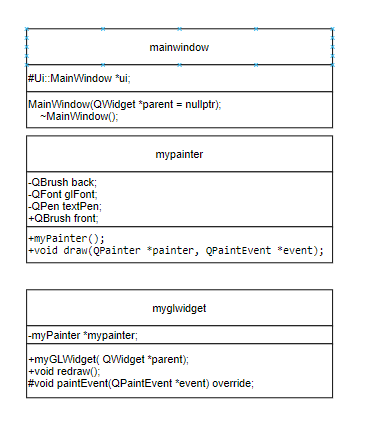 mainwindow
#Ui::MainWindow *ui;
MainWindow(QWidget *parent = nullptr);
~MainWindow();
mypainter
-QBrush back;
-QFont glFont;
-QPen textPen;
+QBrush front;
+myPainter();
+void draw(QPainter *painter, QPaintEvent *event);
myglwidget
-myPainter *mypainter;
+myGLWidget( QWidget *parent);
+void redraw();
#void paintEvent(QPaintEvent *event) override;